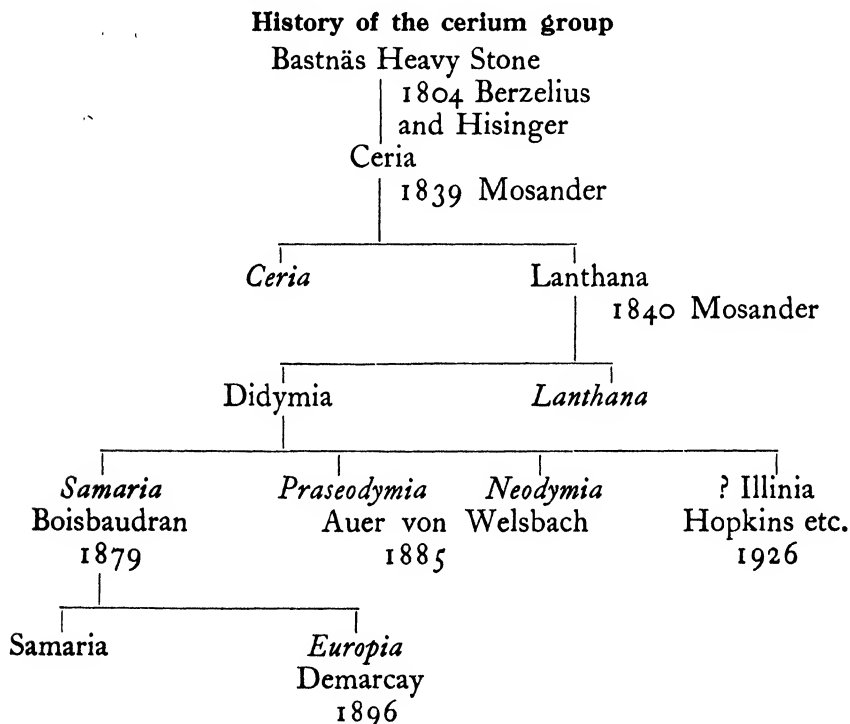 History of the cerium group
Bastnäs Heavy Stone
1804 Berzelius
and Hisinger
Ceria
1839 Mosander
Ceria Lanthana
1840 Mosander
Didymia Lanthana
Samaria Praseodymia Neodymia ? Illinia
Boisbaudran Auer von Welsbach Hopkins etc.
1879 1885 1926
Samaria Europia
Demarcay
1896